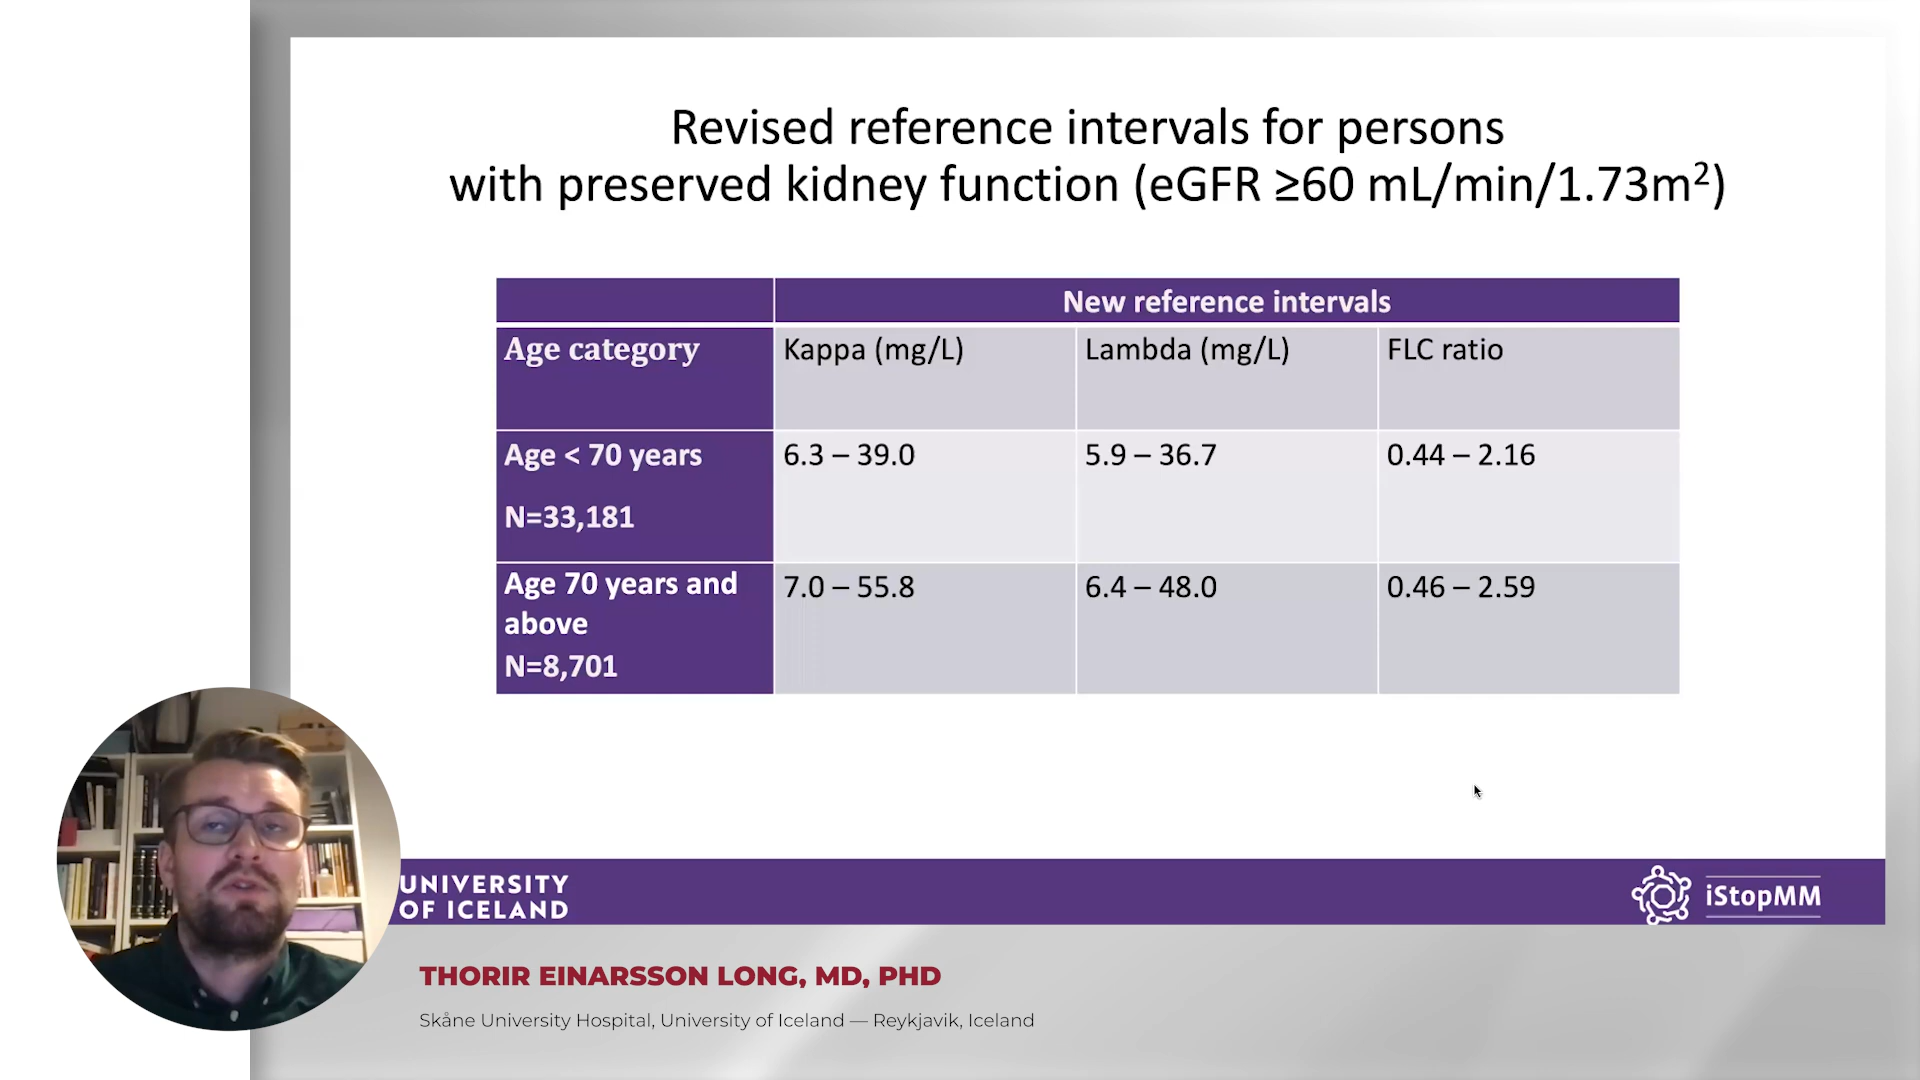 Revised reference intervals for persons
with preserved kidney function (eGFR ≥60 mL/min/1.73m²)
New reference intervals
Age category
Kappa (mg/L)
Lambda (mg/L)
FLC ratio
Age < 70 years
N=33,181
6.3 – 39.0
5.9 – 36.7
0.44 – 2.16
Age 70 years and
above
N=8,701
7.0 – 55.8
6.4 – 48.0
0.46 – 2.59
UNIVERSITY
OF ICELAND
iStopMM
THORIR EINARSSON LONG, MD, PHD
Skåne University Hospital, University of Iceland — Reykjavik, Iceland